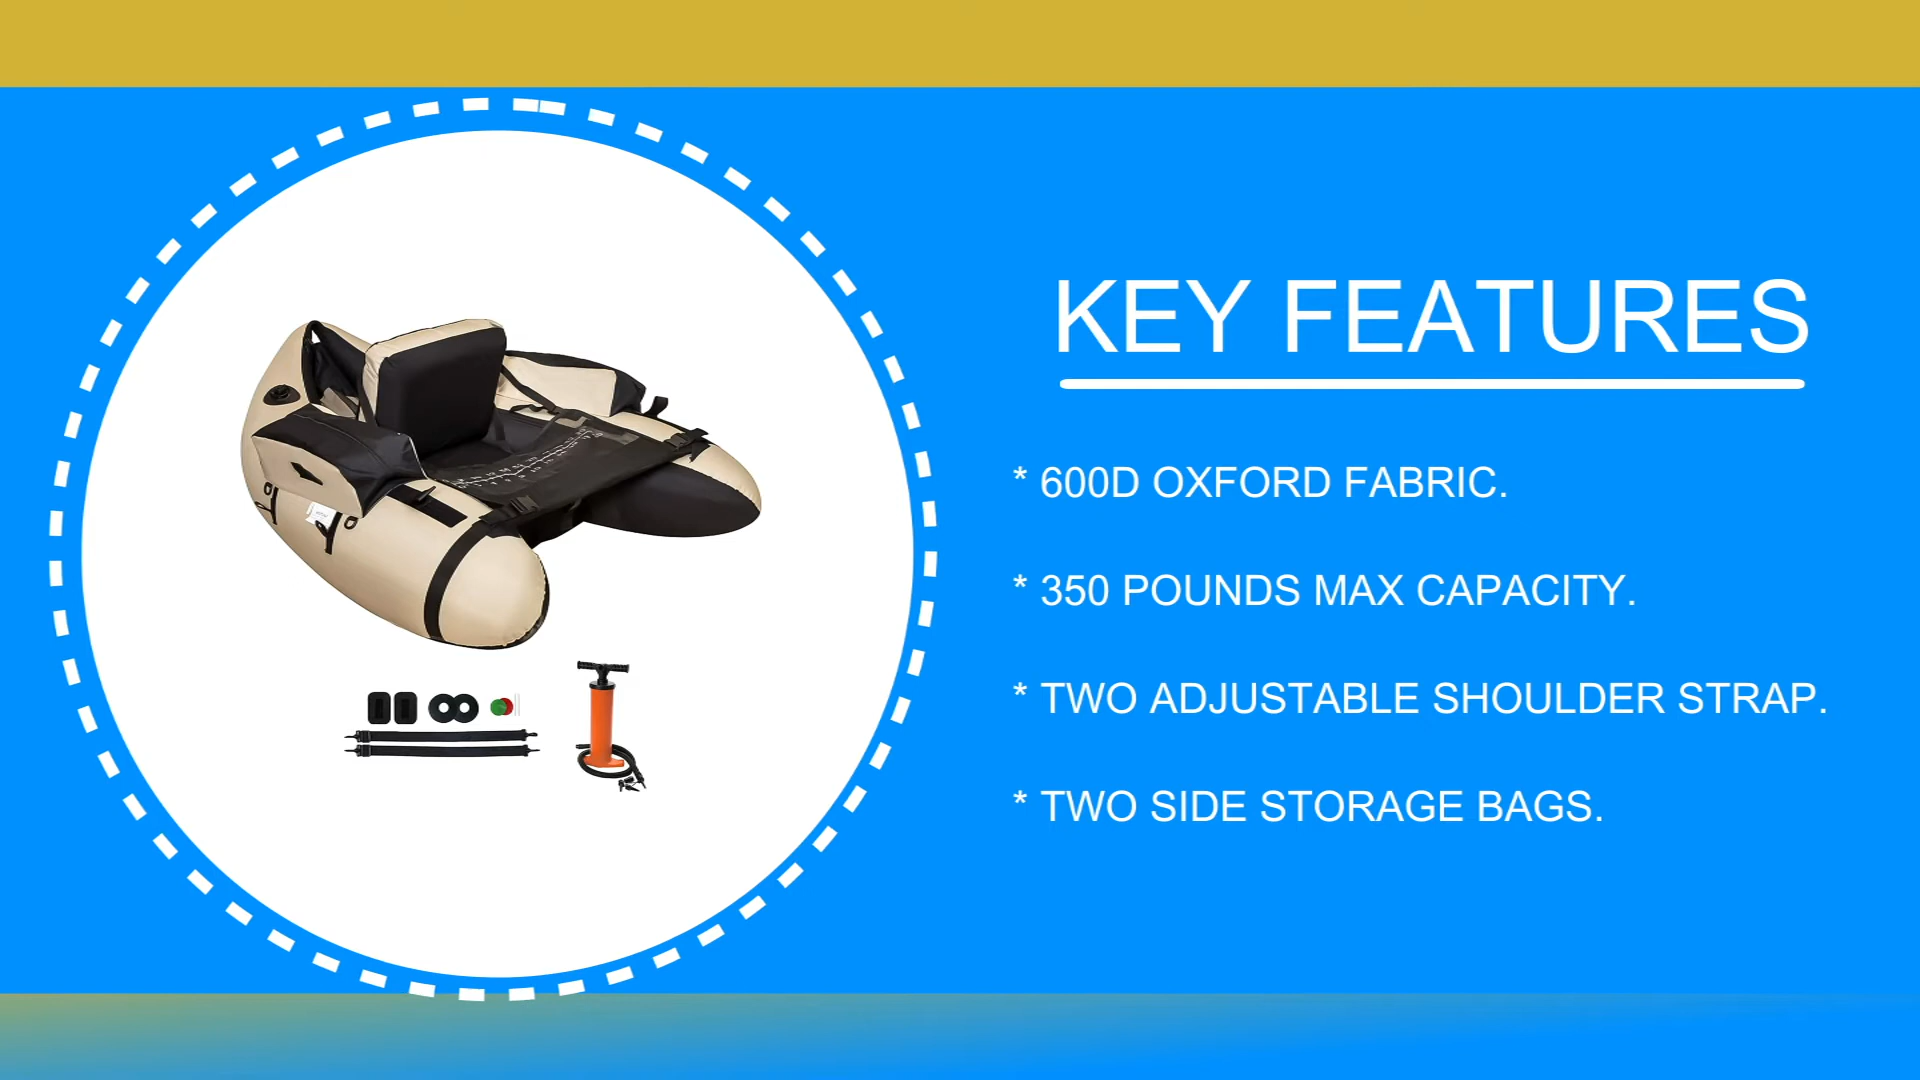 KEY FEATURES
* 600D OXFORD FABRIC.
* 350 POUNDS MAX CAPACITY.
* TWO ADJUSTABLE SHOULDER STRAP.
* TWO SIDE STORAGE BAGS.